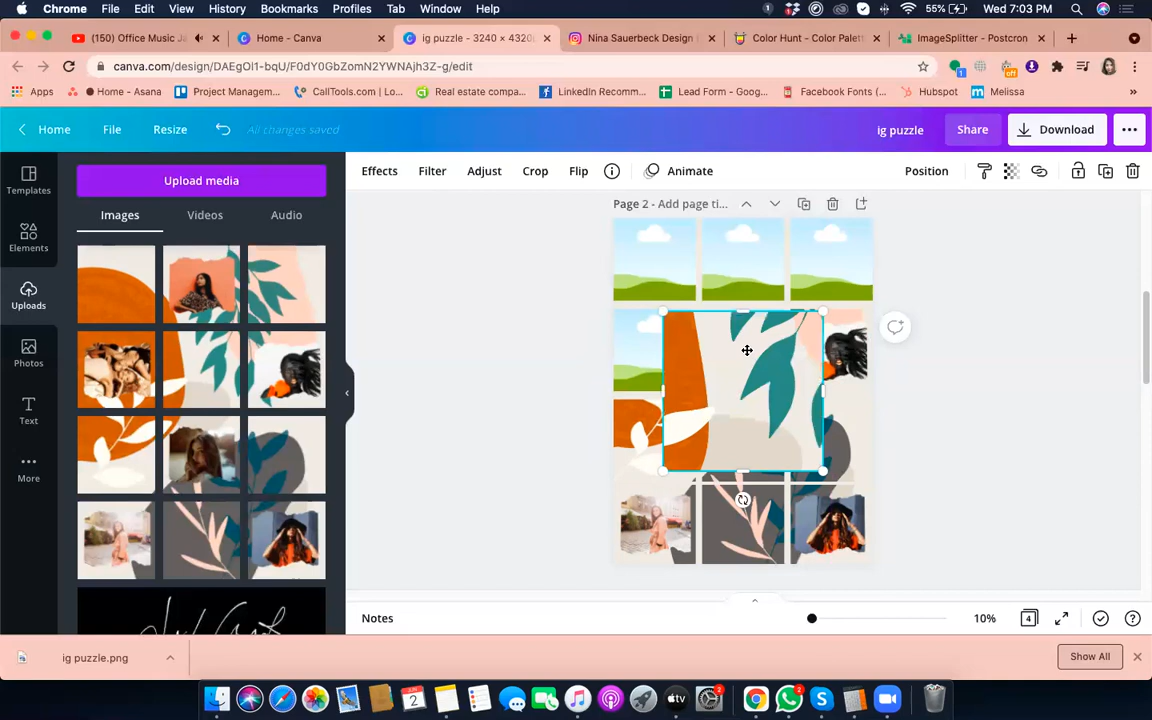 Chrome File Edit View History Bookmarks Profiles Tab Window Help 55% Wed 7:03 PM
(150) Office Music Ja Home - Canva ig puzzle - 3240 × 4320 Nina Sauerbeck Design Color Hunt - Color Palet ImageSplitter - Postcron
canva.com/design/DAEgOl1-bqU/F0dY0GbZomN2YWNAjh3Z-g/edit
Apps Home - Asana Project Managem... CallTools.com | Lo... Real estate compa... LinkedIn Recomm... Lead Form - Goog... Facebook Fonts (... Hubspot Melissa »
Home File Resize All changes saved ig puzzle Share Download
Upload media
Effects Filter Adjust Crop Flip Animate Position
Templates
Images Videos Audio
Page 2 - Add page ti...
Elements
Uploads
Photos
Text
More
Notes 4 10%
ig puzzle.png Show All